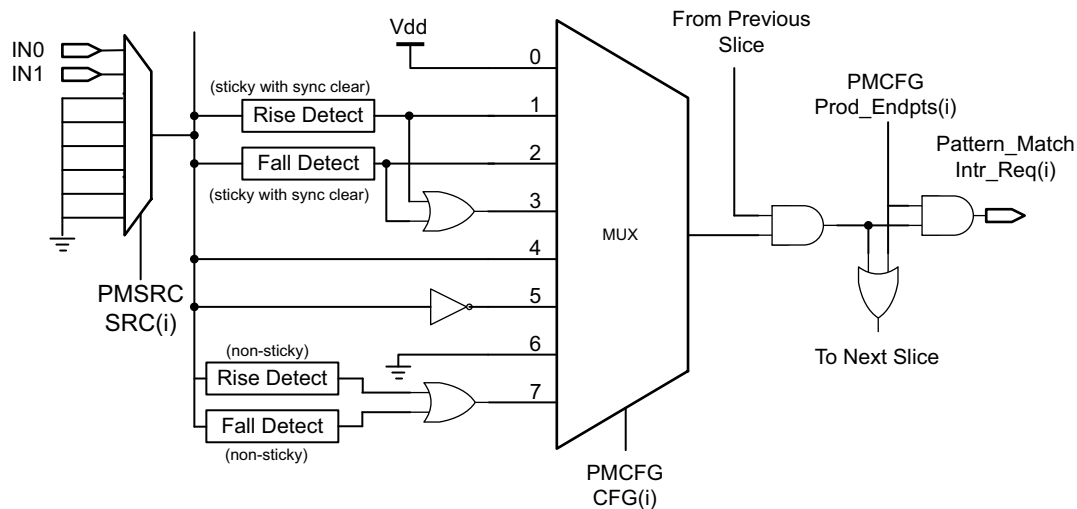 IN0
IN1
PMSRC
SRC(i)
(sticky with sync clear)
Rise Detect
Fall Detect
(sticky with sync clear)
(non-sticky)
Rise Detect
Fall Detect
(non-sticky)
Vdd
0
1
2
3
4
5
6
7
MUX
PMCFG
CFG(i)
From Previous
Slice
PMCFG
Prod_Endpts(i)
Pattern_Match
Intr_Req(i)
To Next Slice